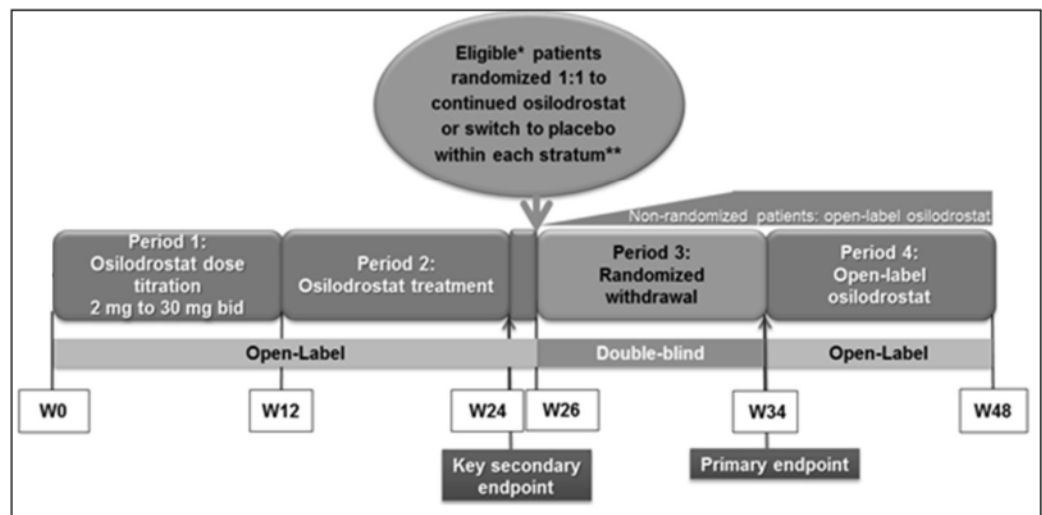 Eligible* patients
randomized 1:1 to
continued osilodrostat
or switch to placebo
within each stratum**
Non-randomized patients: open-label osilodrostat
Period 1:
Osilodrostat dose
titration
2 mg to 30 mg bid
Period 2:
Osilodrostat treatment
Period 3:
Randomized
withdrawal
Period 4:
Open-label
osilodrostat
Open-Label
Double-blind
Open-Label
W0
W12
W24
W26
W34
W48
Key secondary
endpoint
Primary endpoint